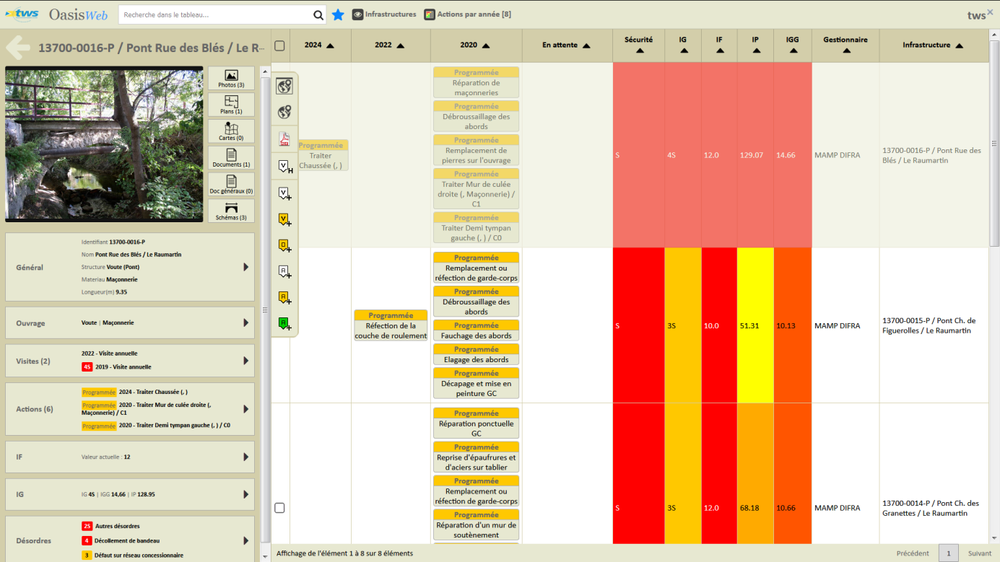 tws OasisWeb Recherche dans le tableau... Infrastructures Actions par année [8] tws
13700-0016-P / Pont Rue des Blés / Le R...
Photos (3)
Plans (1)
Cartes (0)
Documents (1)
Doc généraux (0)
Schémas (3)
Général
Identifiant 13700-0016-P
Nom Pont Rue des Blés / Le Raumartin
Structure Voute (Pont)
Materiau Maçonnerie
Longueur(m) 9.35
Ouvrage
Voute | Maçonnerie
Visites (2)
2022 - Visite annuelle
4S 2019 - Visite annuelle
Actions (6)
Programmée 2024 - Traiter Chaussée (, )
Programmée 2020 - Traiter Mur de culée droite (,
Maçonnerie) / C1
Programmée 2020 - Traiter Demi tympan gauche (, ) / C0
IF
Valeur actuelle : 12
IG
IG 4S | IGG 14,66 | IP 128.95
Désordres
2S Autres désordres
4 Décollement de bandeau
3 Défaut sur réseau concessionnaire
V H
V +
V +
D +
A +
A +
A +
2024 2022 2020 En attente Sécurité IG IF IP IGG Gestionnaire Infrastructure
Programmée
Traiter
Chaussée (, )
Programmée
Réparation de
maçonneries
Programmée
Débroussaillage des
abords
Programmée
Remplacement de
pierres sur l'ouvrage
Programmée
Traiter Mur de culée
droite (, Maçonnerie) /
C1
Programmée
Traiter Demi tympan
gauche (, ) / C0
S 4S 12.0 129.07 14.66 MAMP DIFRA
13700-0016-P / Pont Rue des
Blés / Le Raumartin
Programmée
Réfection de la
couche de roulement
Programmée
Remplacement ou
réfection de garde-corps
Programmée
Débroussaillage des
abords
Programmée
Fauchage des abords
Programmée
Elagage des abords
Programmée
Décapage et mise en
peinture GC
S 3S 10.0 51.31 10.13 MAMP DIFRA
13700-0015-P / Pont Ch. de
Figuerolles / Le Raumartin
Programmée
Réparation ponctuelle
GC
Programmée
Reprise d'épaufrures et
d'aciers sur tablier
Programmée
Remplacement ou
réfection de garde-corps
Programmée
Réparation d'un mur de
soutènement
S 3S 12.0 68.18 10.66 MAMP DIFRA
13700-0014-P / Pont Ch. des
Granettes / Le Raumartin
Affichage de l'élément 1 à 8 sur 8 éléments
Précédent 1 Suivant